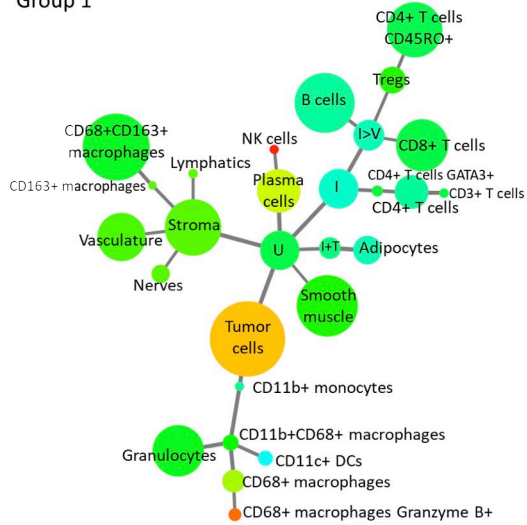 Group 1
CD4+ T cells
CD45RO+
Tregs
B cells
I>V
CD8+ T cells
NK cells
CD68+CD163+
macrophages
Lymphatics
Plasma
cells
I
CD4+ T cells GATA3+
CD163+ macrophages
CD3+ T cells
CD4+ T cells
Stroma
Vasculature
U
I+T
Adipocytes
Nerves
Smooth
muscle
Tumor
cells
CD11b+ monocytes
CD11b+CD68+ macrophages
Granulocytes
CD11c+ DCs
CD68+ macrophages
CD68+ macrophages Granzyme B+